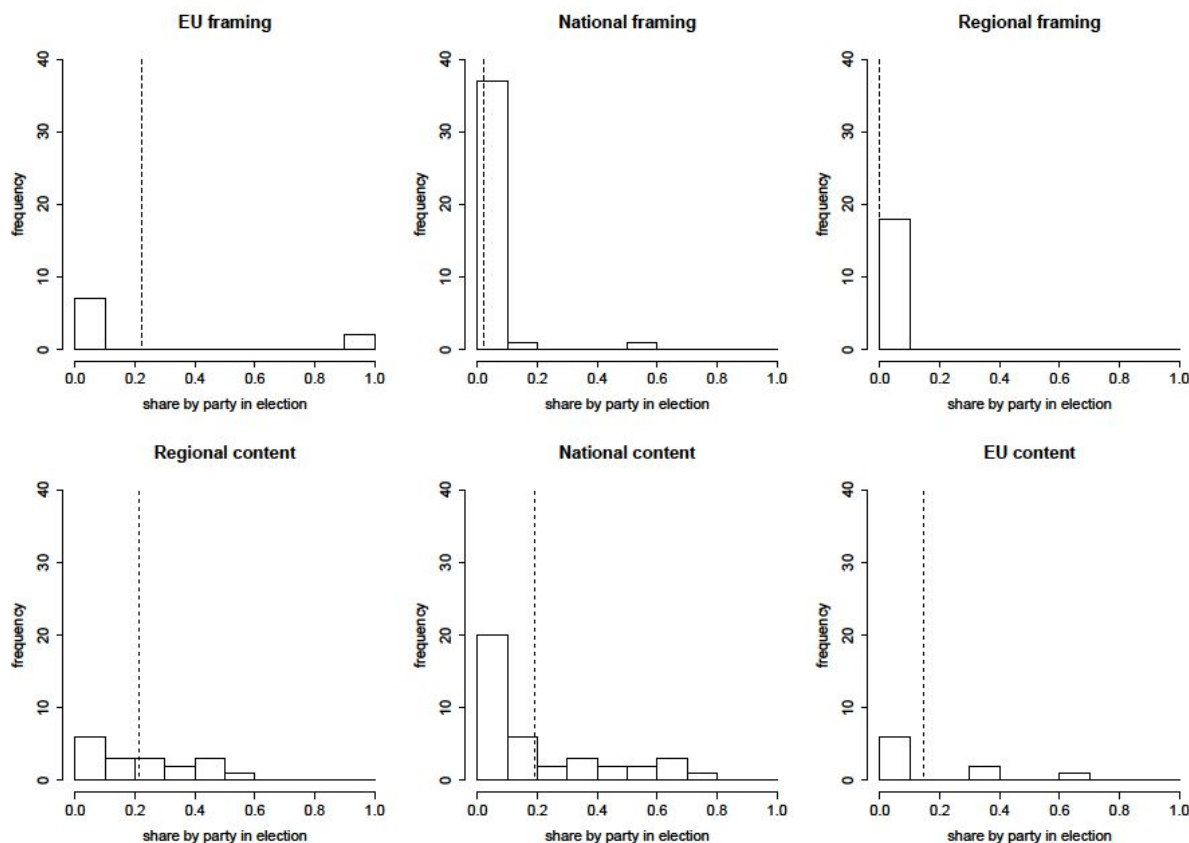 EU framing
40
30
20
10
0
frequency
0.0 0.2 0.4 0.6 0.8 1.0
share by party in election
National framing
40
30
20
10
0
frequency
0.0 0.2 0.4 0.6 0.8 1.0
share by party in election
Regional framing
40
30
20
10
0
frequency
0.0 0.2 0.4 0.6 0.8 1.0
share by party in election
Regional content
40
30
20
10
0
frequency
0.0 0.2 0.4 0.6 0.8 1.0
share by party in election
National content
40
30
20
10
0
frequency
0.0 0.2 0.4 0.6 0.8 1.0
share by party in election
EU content
40
30
20
10
0
frequency
0.0 0.2 0.4 0.6 0.8 1.0
share by party in election